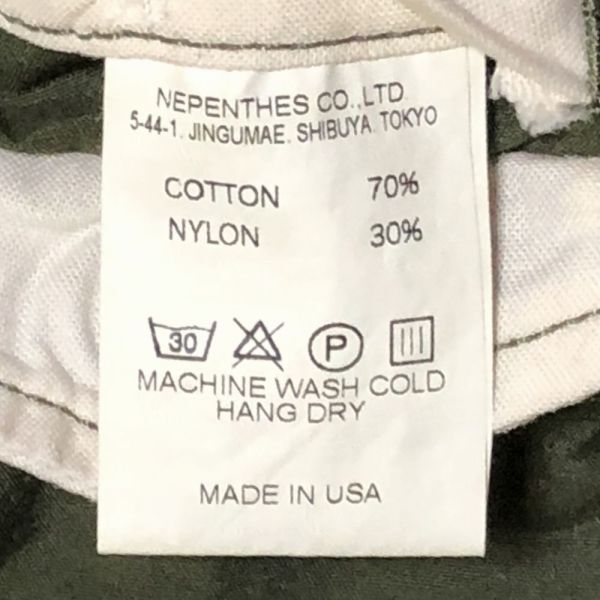 NEPENTHES CO.,LTD
5-44-1. JINGUMAE. SHIBUYA. TOKYO
COTTON 70%
NYLON 30%
30 P
MACHINE WASH COLD
HANG DRY
MADE IN USA